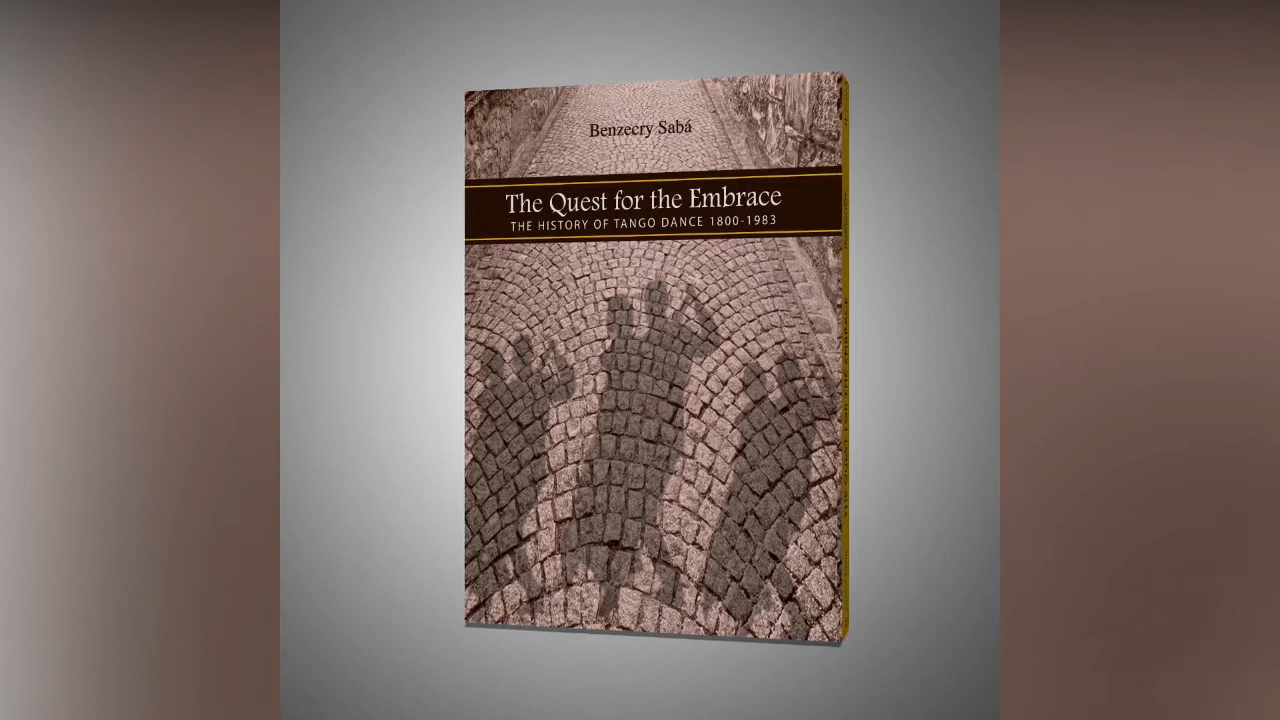 Benzecry Sabá
The Quest for the Embrace
THE HISTORY OF TANGO DANCE 1800-1983